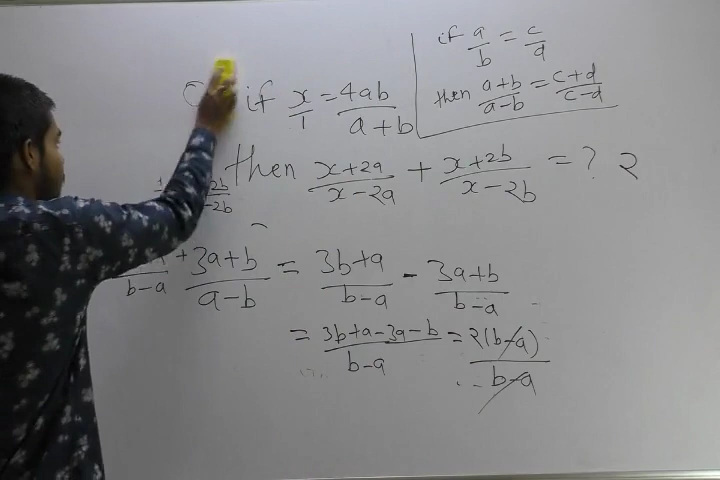 if a/b = c/d
then (a+b)/(a-b) = (c+d)/(c-d)
if x/1 = 4ab/(a+b)
then (x+2a)/(x-2a) + (x+2b)/(x-2b) = ? 2
/(b-a) + (3a+b)/(a-b) = (3b+a)/(b-a) - (3a+b)/(b-a)
= (3b+a-3a-b)/(b-a) = 2(b-a)/(b-a)